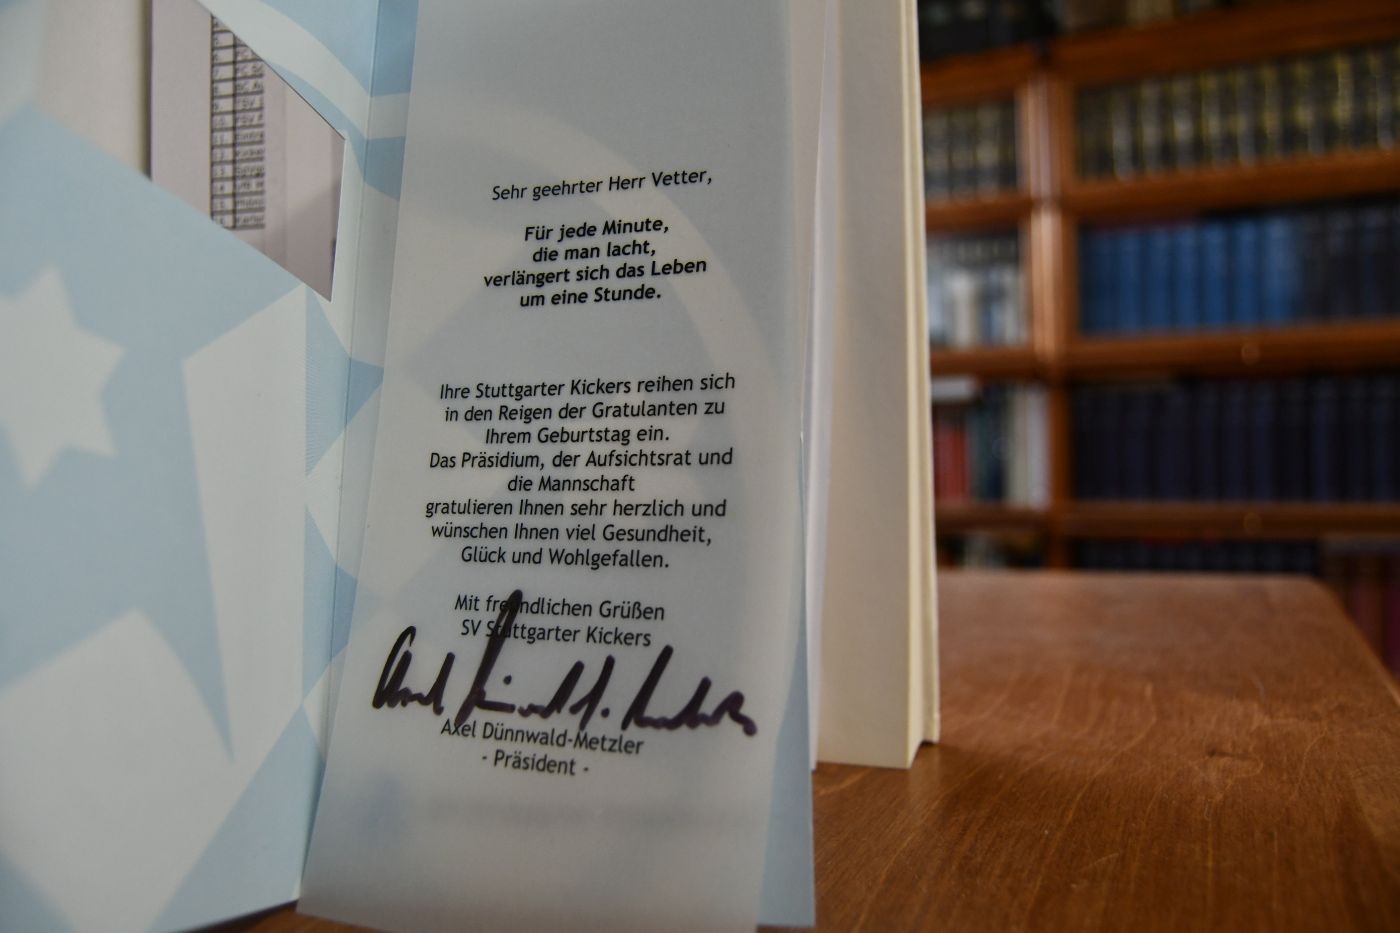 Sehr geehrter Herr Vetter,
Für jede Minute,
die man lacht,
verlängert sich das Leben
um eine Stunde.
Ihre Stuttgarter Kickers reihen sich
in den Reigen der Gratulanten zu
Ihrem Geburtstag ein.
Das Präsidium, der Aufsichtsrat und
die Mannschaft
gratulieren Ihnen sehr herzlich und
wünschen Ihnen viel Gesundheit,
Glück und Wohlgefallen.
Mit freundlichen Grüßen
SV Stuttgarter Kickers
Axel Dünnwald-Metzler
- Präsident -